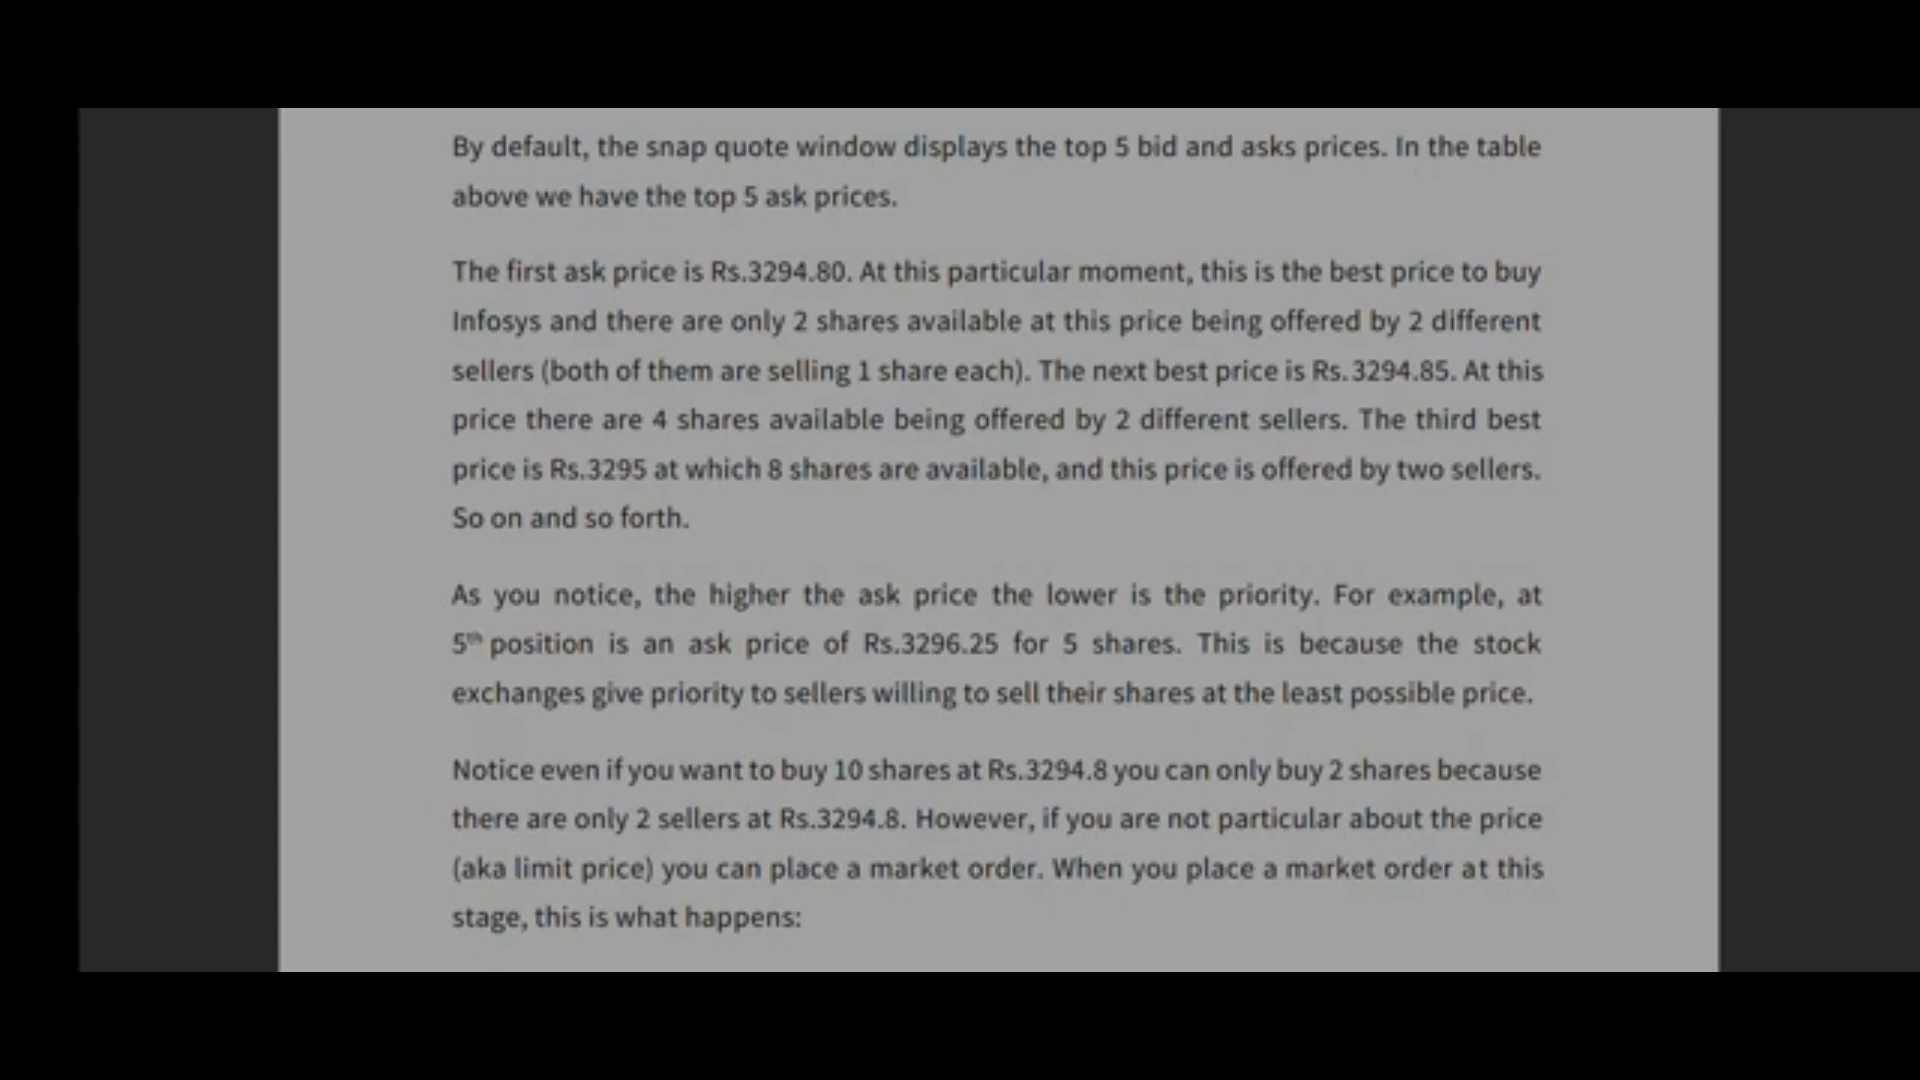 By default, the snap quote window displays the top 5 bid and asks prices. In the table
above we have the top 5 ask prices.
The first ask price is Rs.3294.80. At this particular moment, this is the best price to buy
Infosys and there are only 2 shares available at this price being offered by 2 different
sellers (both of them are selling 1 share each). The next best price is Rs.3294.85. At this
price there are 4 shares available being offered by 2 different sellers. The third best
price is Rs.3295 at which 8 shares are available, and this price is offered by two sellers.
So on and so forth.
As you notice, the higher the ask price the lower is the priority. For example, at
5th position is an ask price of Rs.3296.25 for 5 shares. This is because the stock
exchanges give priority to sellers willing to sell their shares at the least possible price.
Notice even if you want to buy 10 shares at Rs.3294.8 you can only buy 2 shares because
there are only 2 sellers at Rs.3294.8. However, if you are not particular about the price
(aka limit price) you can place a market order. When you place a market order at this
stage, this is what happens: